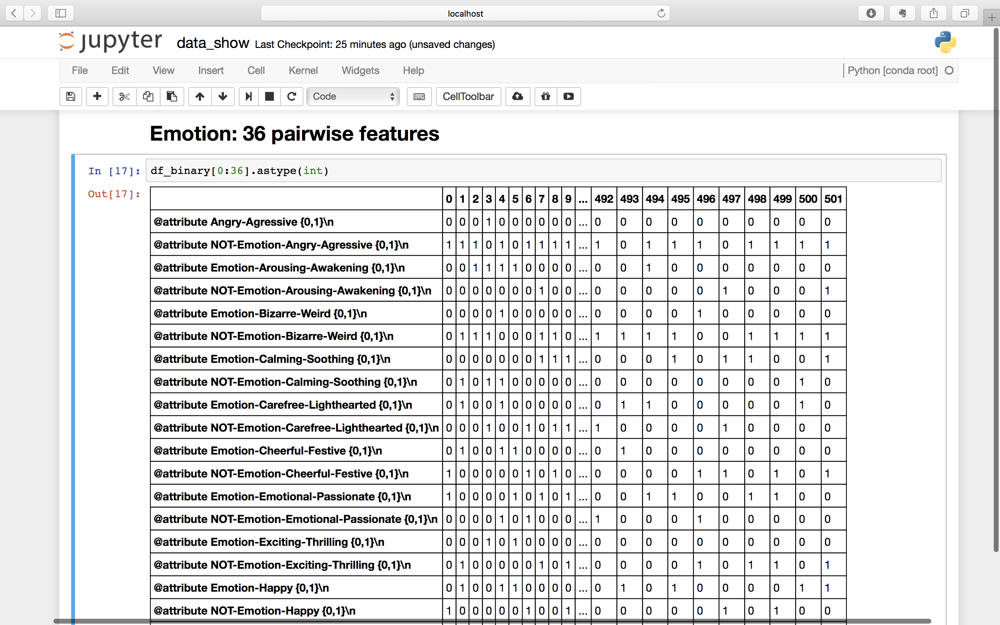 localhost
jupyter data_show Last Checkpoint: 25 minutes ago (unsaved changes)
File Edit View Insert Cell Kernel Widgets Help Python [conda root]
Code CellToolbar
Emotion: 36 pairwise features
In [17]: df_binary[0:36].astype(int)
Out[17]:
0 1 2 3 4 5 6 7 8 9 ... 492 493 494 495 496 497 498 499 500 501
@attribute Angry-Agressive {0,1}\n 0 0 0 1 0 0 0 0 0 0 ... 0 0 0 0 0 0 0 0 0 0
@attribute NOT-Emotion-Angry-Agressive {0,1}\n 1 1 1 0 1 0 1 1 1 1 ... 1 0 1 1 1 0 1 1 1 1
@attribute Emotion-Arousing-Awakening {0,1}\n 0 0 1 1 1 1 0 0 0 0 ... 0 0 1 0 0 0 0 0 0 0
@attribute NOT-Emotion-Arousing-Awakening {0,1}\n 0 0 0 0 0 0 0 1 0 0 ... 0 0 0 0 0 1 0 0 0 1
@attribute Emotion-Bizarre-Weird {0,1}\n 0 0 0 0 1 0 0 0 0 0 ... 0 0 0 0 1 0 0 0 0 0
@attribute NOT-Emotion-Bizarre-Weird {0,1}\n 0 1 1 1 0 0 0 1 1 0 ... 1 1 1 1 0 0 1 1 1 1
@attribute Emotion-Calming-Soothing {0,1}\n 0 0 0 0 0 0 0 1 1 1 ... 0 0 0 1 0 1 1 0 0 1
@attribute NOT-Emotion-Calming-Soothing {0,1}\n 0 1 0 1 1 0 0 0 0 0 ... 0 0 0 0 0 0 0 0 1 0
@attribute Emotion-Carefree-Lighthearted {0,1}\n 0 1 0 0 1 0 0 0 0 0 ... 0 1 1 0 0 0 0 0 1 0
@attribute NOT-Emotion-Carefree-Lighthearted {0,1}\n 0 0 0 1 0 0 1 0 1 1 ... 1 0 0 0 0 1 0 0 0 0
@attribute Emotion-Cheerful-Festive {0,1}\n 0 1 0 0 1 1 0 0 0 0 ... 0 1 0 0 0 0 0 0 0 0
@attribute NOT-Emotion-Cheerful-Festive {0,1}\n 1 0 0 0 0 0 1 0 1 0 ... 0 0 0 0 1 1 0 1 0 1
@attribute Emotion-Emotional-Passionate {0,1}\n 1 0 0 0 0 1 0 1 0 1 ... 0 0 1 1 0 0 1 1 0 0
@attribute NOT-Emotion-Emotional-Passionate {0,1}\n 0 0 0 0 1 0 1 0 0 0 ... 1 0 0 0 1 0 0 0 0 0
@attribute Emotion-Exciting-Thrilling {0,1}\n 0 0 0 1 0 1 0 0 0 0 ... 0 0 0 0 0 0 0 0 0 0
@attribute NOT-Emotion-Exciting-Thrilling {0,1}\n 0 1 0 0 0 0 0 1 0 1 ... 0 0 0 0 1 0 1 1 0 1
@attribute Emotion-Happy {0,1}\n 0 1 0 0 1 1 0 0 0 0 ... 0 1 0 1 0 0 0 0 1 1
@attribute NOT-Emotion-Happy {0,1}\n 1 0 0 0 0 0 1 0 0 1 ... 0 0 0 0 0 1 0 1 0 0